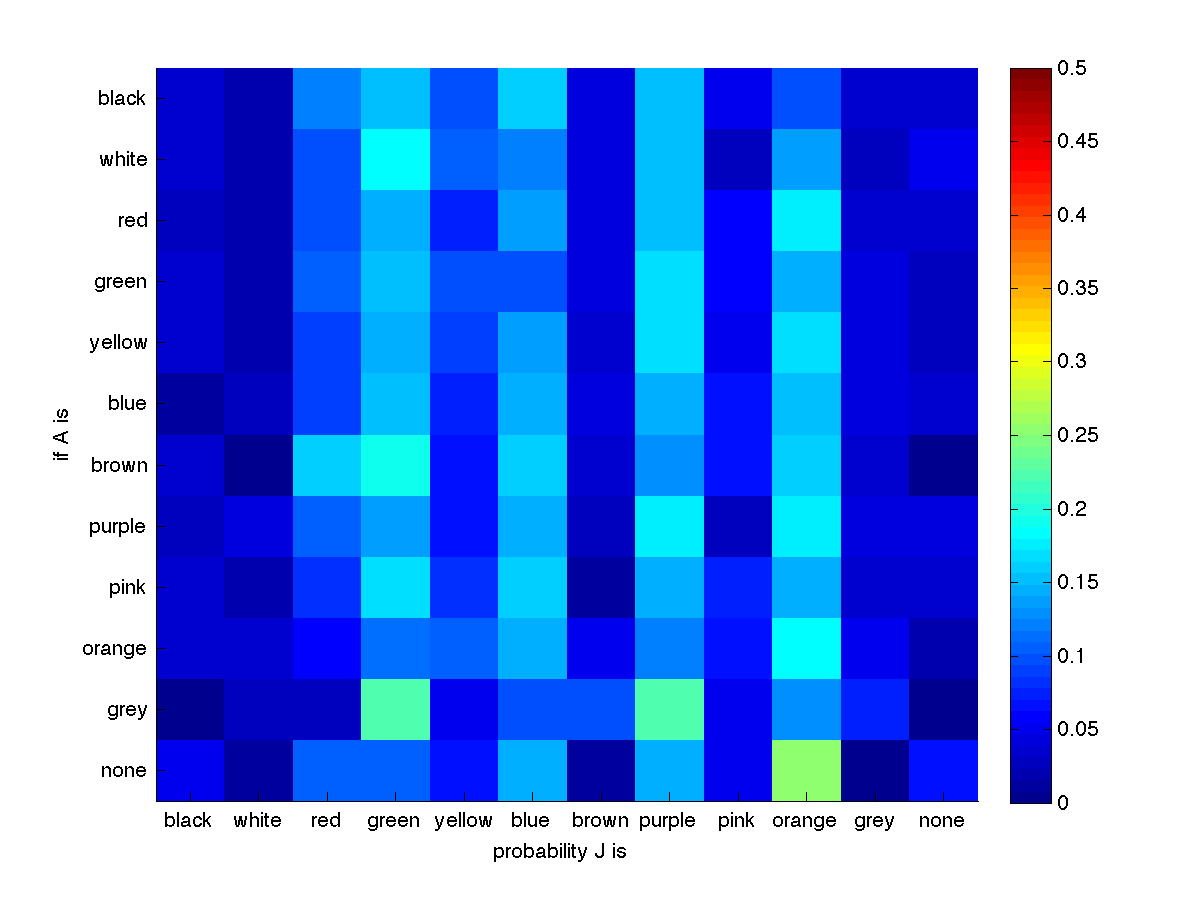 0.5
black
0.45
white
red
0.4
green
0.35
yellow
0.3
blue
if A is
0.25
brown
purple
0.2
pink
0.15
orange
0.1
grey
0.05
none
0
black white red green yellow blue brown purple pink orange grey none
probability J is